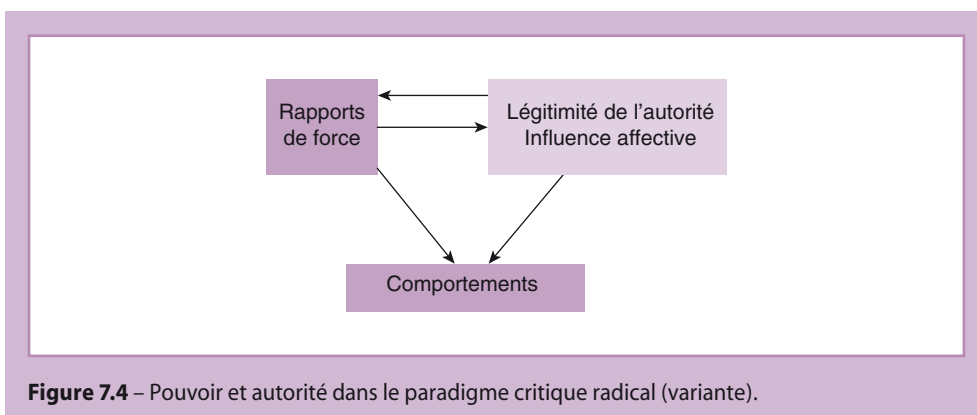 Rapports
de force
Légitimité de l’autorité
Influence affective
Comportements
Figure 7.4 – Pouvoir et autorité dans le paradigme critique radical (variante).